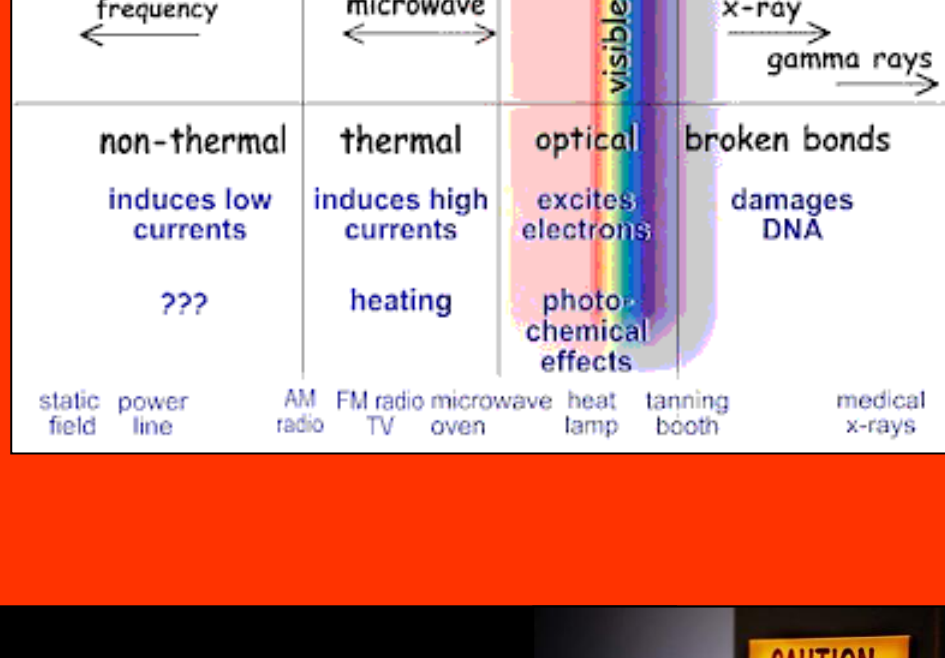 frequency microwave visible x-ray
gamma rays
non-thermal thermal optical broken bonds
induces low currents
induces high currents
excites electrons
damages DNA
???
heating
photo-
chemical
effects
static field
power line
AM radio
FM radio TV
microwave oven
heat lamp
tanning booth
medical x-rays
CAUTION